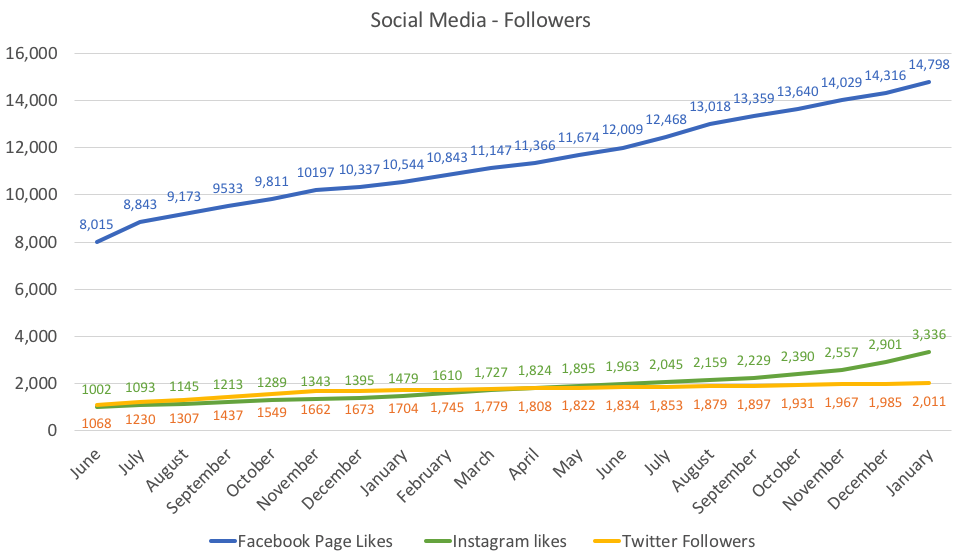 Social Media - Followers
16,000
14,000
12,000
10,000
8,000
6,000
4,000
2,000
0
8,015 8,843 9,173 9533 9,811 10197 10,337 10,544 10,843 11,147 11,366 11,674 12,009 12,468 13,018 13,359 13,640 14,029 14,316 14,798
1002 1093 1145 1213 1289 1343 1395 1479 1610 1,727 1,824 1,895 1,963 2,045 2,159 2,229 2,390 2,557 2,901 3,336
1068 1230 1307 1437 1549 1662 1673 1704 1,745 1,779 1,808 1,822 1,834 1,853 1,879 1,897 1,931 1,967 1,985 2,011
June July August September October November December January February March April May June July August September October November December January
Facebook Page Likes Instagram likes Twitter Followers